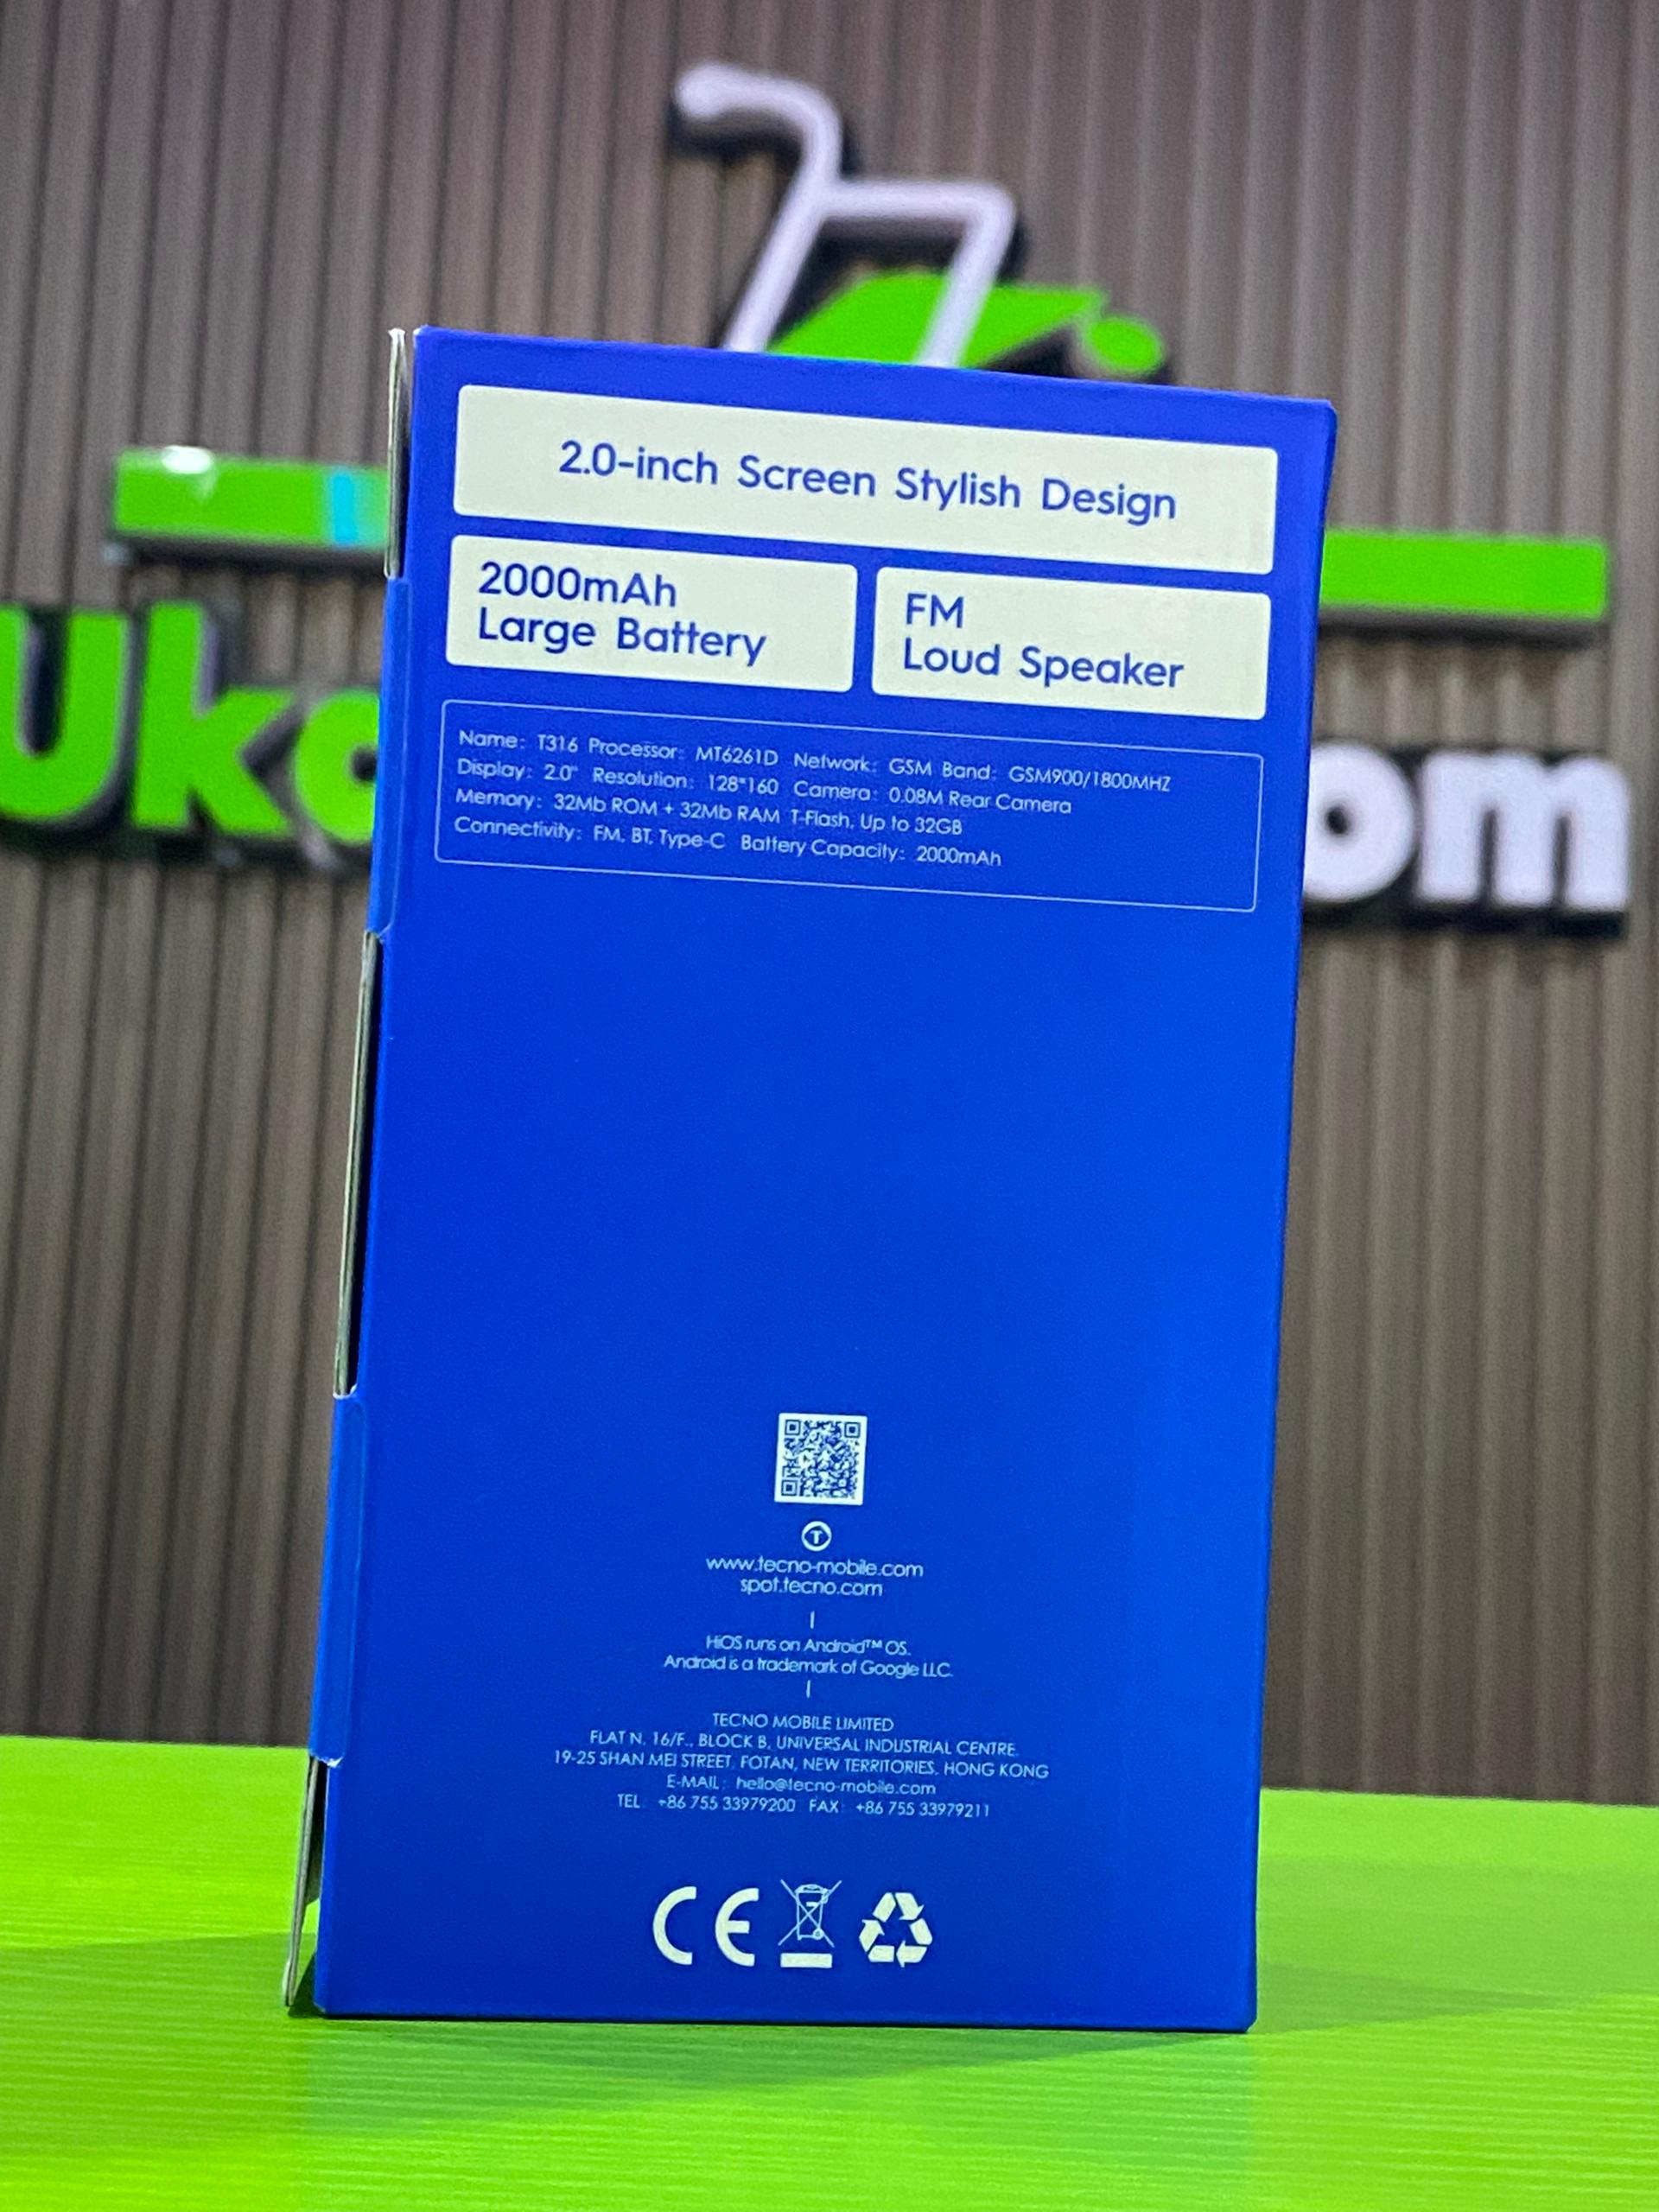 2.0-inch Screen Stylish Design
2000mAh
Large Battery
FM
Loud Speaker
Name: T316 Processor: MT6261D Network: GSM Band: GSM900/1800MHZ
Display: 2.0" Resolution: 128*160 Camera: 0.08M Rear Camera
Memory: 32Mb ROM + 32Mb RAM T-Flash, Up to 32GB
Connectivity: FM, BT, Type-C Battery Capacity: 2000mAh
www.tecno-mobile.com
spot.tecno.com
HiOS runs on Android™ OS.
Android is a trademark of Google LLC.
TECNO MOBILE LIMITED
FLAT N, 16/F., BLOCK B, UNIVERSAL INDUSTRIAL CENTRE,
19-25 SHAN MEI STREET, FOTAN, NEW TERRITORIES, HONG KONG
E-MAIL: hello@tecno-mobile.com
TEL: +86 755 33979200 FAX: +86 755 33979211
CE